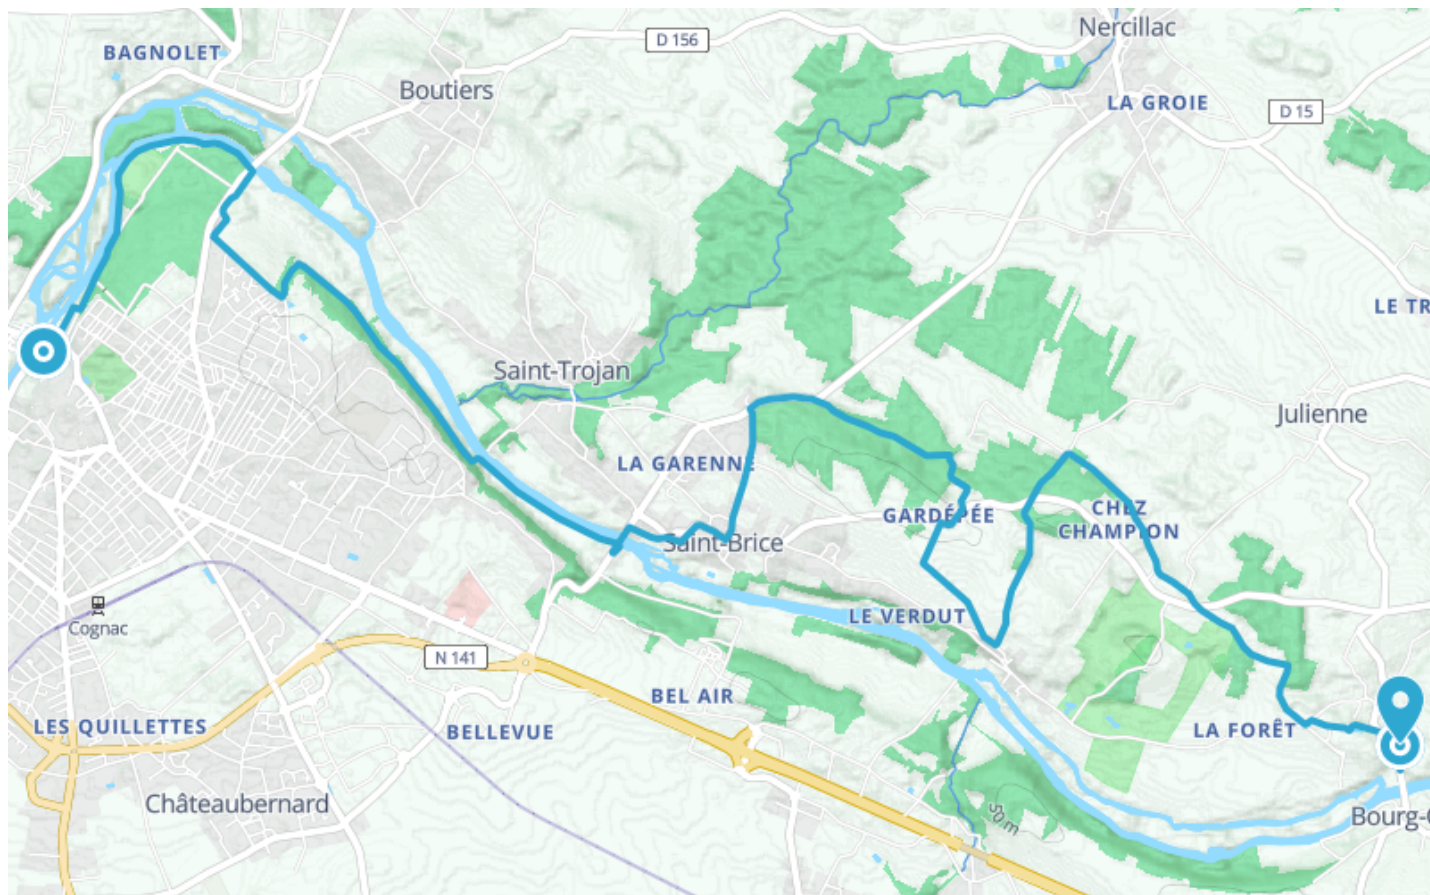 Nercillac
D 156
BAGNOLET
Boutiers
LA GROIE
D 15
LE TR
Saint-Trojan
Julienne
LA GARENNE
CHEZ
CHAMPION
GARDÉPÉE
Saint-Brice
LE VERDUT
Cognac
N 141
BEL AIR
LES QUILLETTES
BELLEVUE
LA FORÊT
Châteaubernard
50 m
Bourg-C